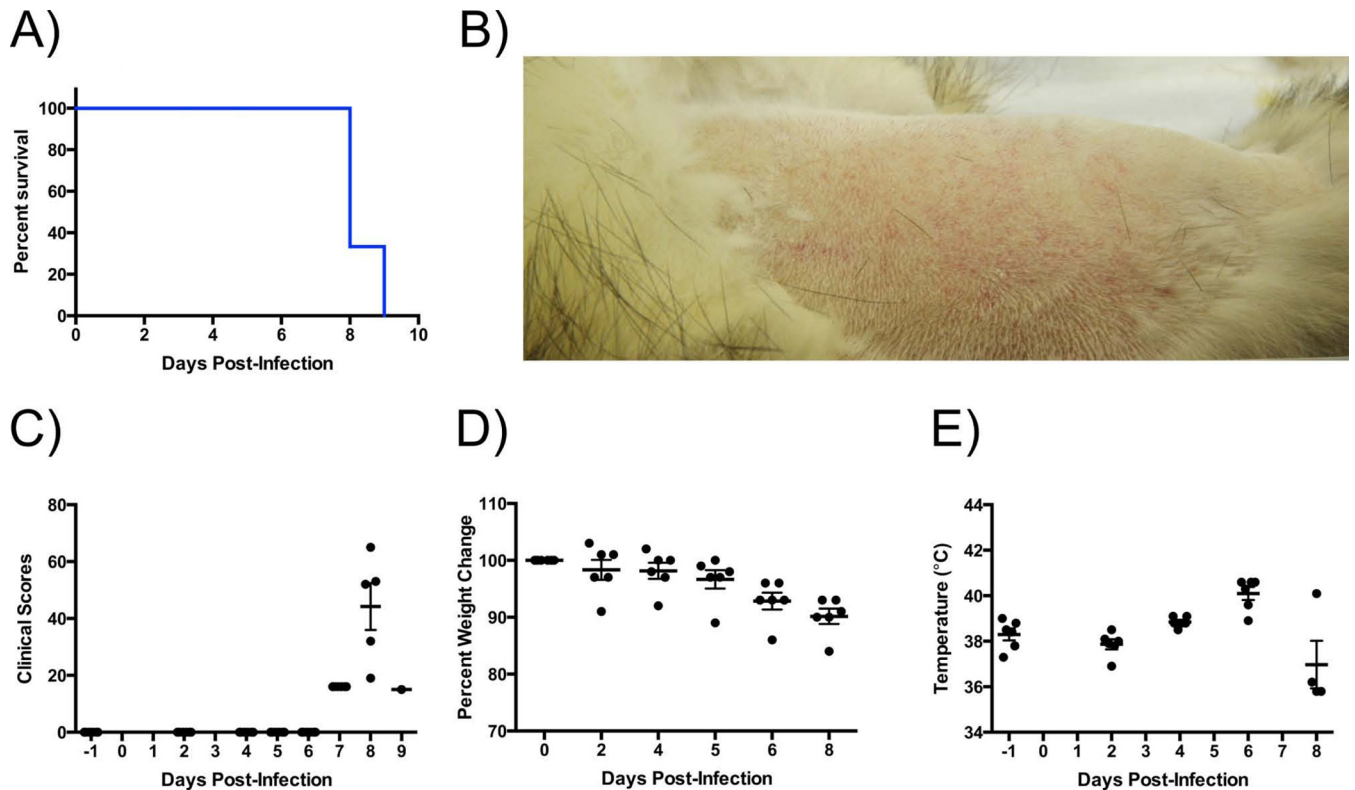 A)
B)
Percent survival
100
80
60
40
20
0
0 2 4 6 8 10
Days Post-Infection
C)
D)
E)
Clinical Scores
80
60
40
20
0
-1 0 1 2 3 4 5 6 7 8 9
Days Post-Infection
Percent Weight Change
110
100
90
80
70
0 2 4 5 6 8
Days Post-Infection
Temperature (°C)
44
42
40
38
36
34
-1 0 1 2 3 4 5 6 7 8
Days Post-Infection